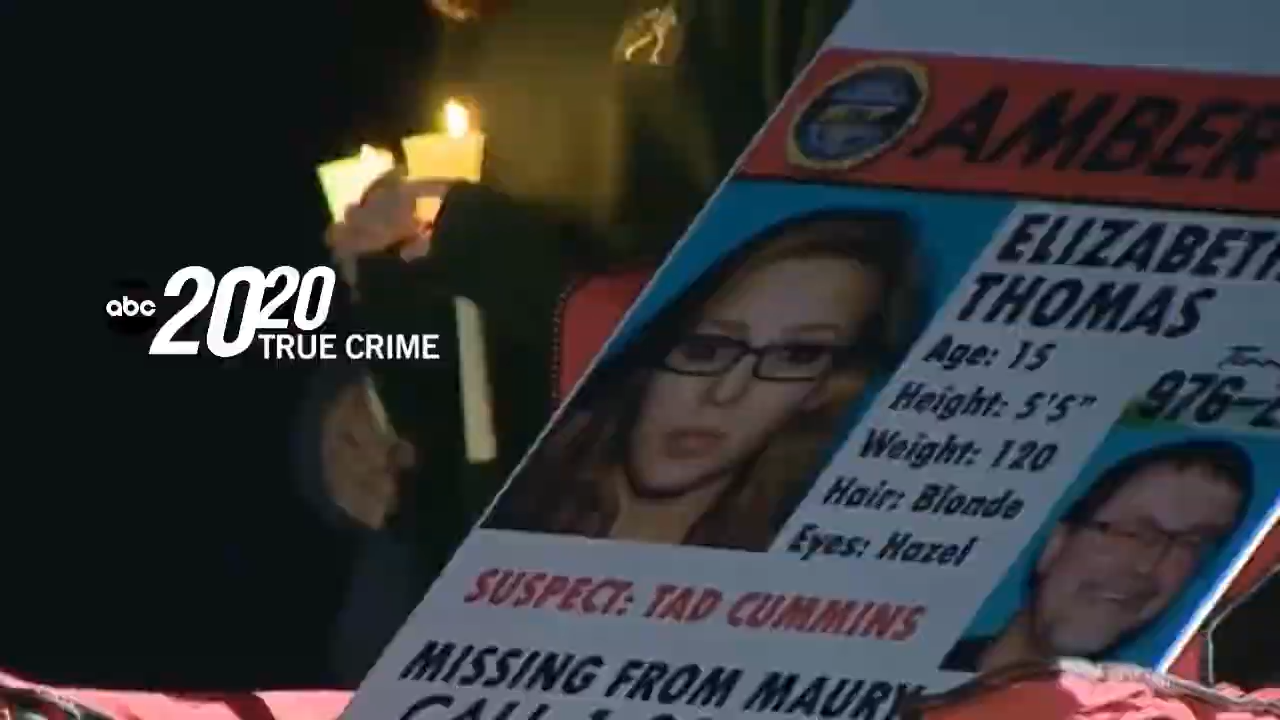 abc 2020
TRUE CRIME
AMBER
ELIZABETH
THOMAS
Age: 15
Height: 5'5"
Weight: 120
Hair: Blonde
Eyes: Hazel
976-
SUSPECT: TAD CUMMINS
MISSING FROM MAURY